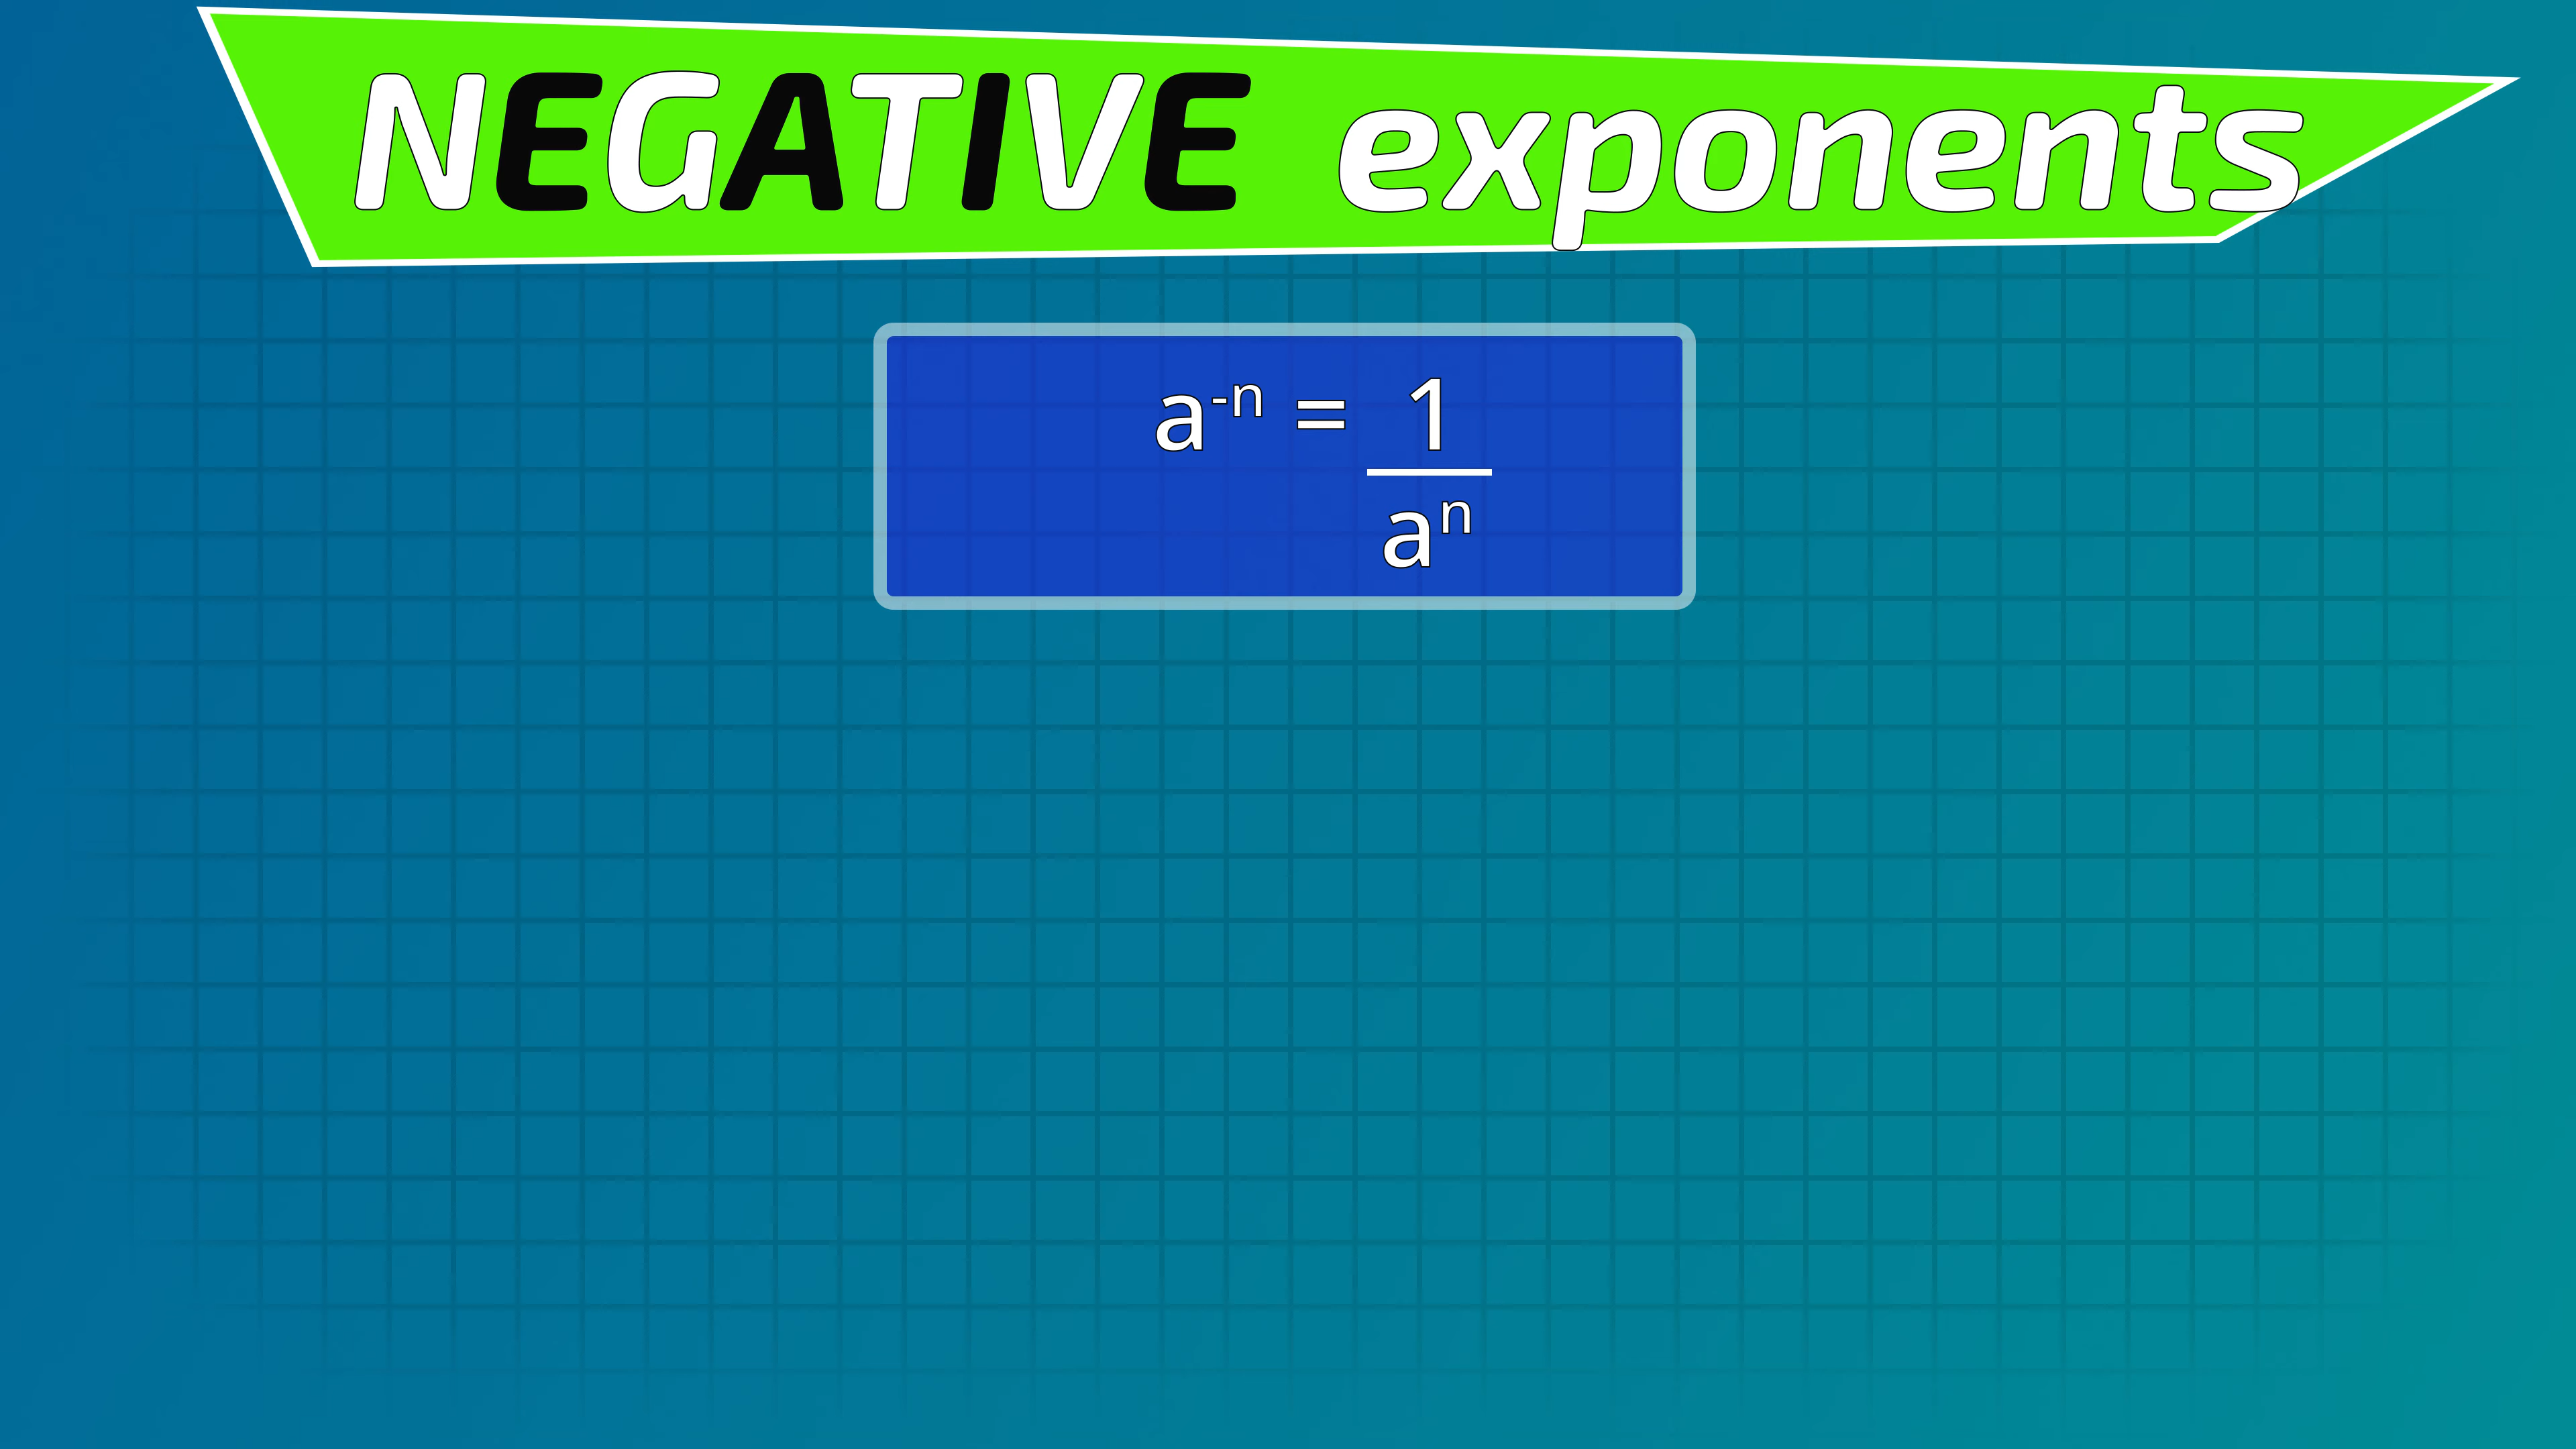 NEGATIVE exponents
a⁻ⁿ = 1
aⁿ